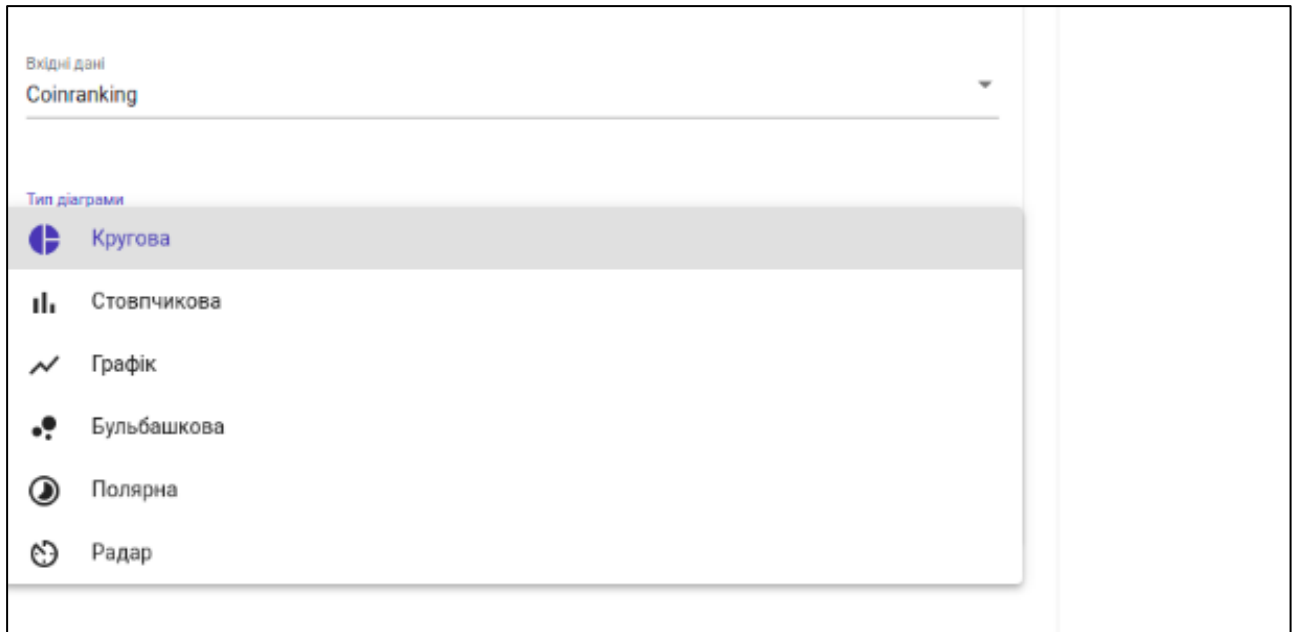 Вхідні дані
Coinranking
Тип діаграми
Кругова
Стовпчикова
Графік
Бульбашкова
Полярна
Радар